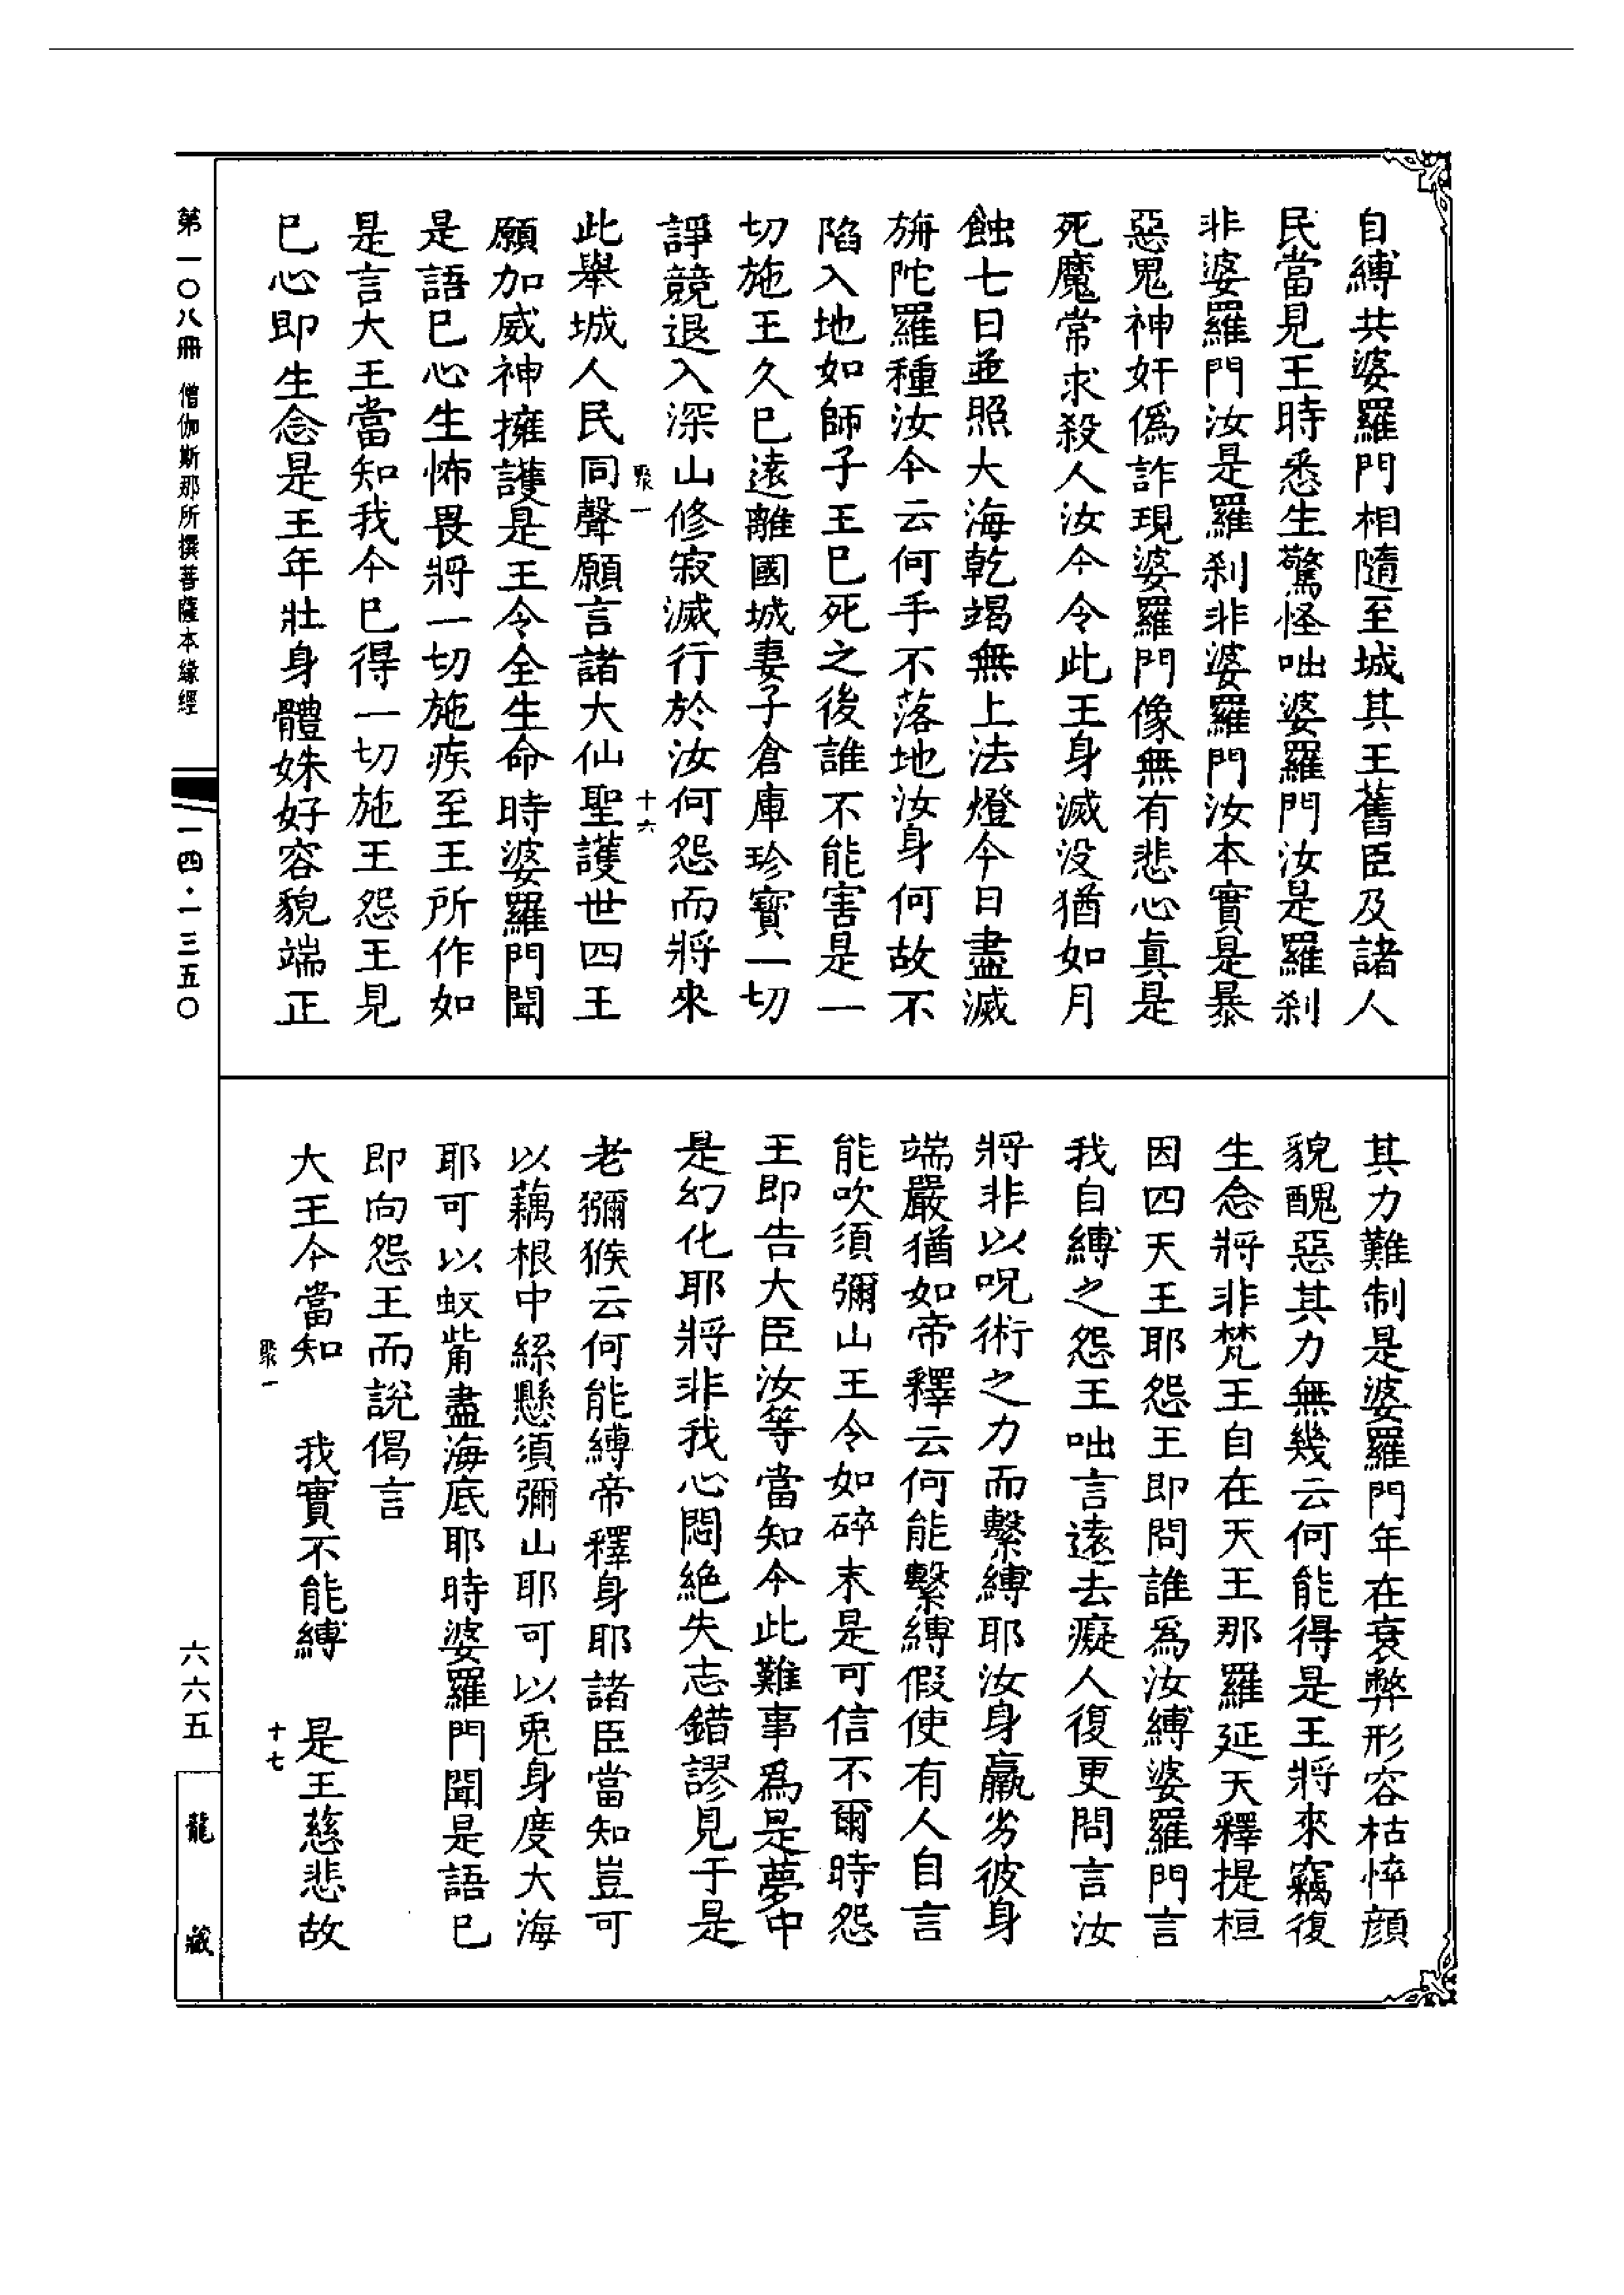 自縛共婆羅門相隨至城其王舊臣及諸人
民當見王時悉生驚怪咄婆羅門汝是羅刹
非婆羅門汝是羅刹非婆羅門汝本實是暴
惡鬼神奸僞詐現婆羅門像無有悲心真是
死魔常求殺人汝今令此王身滅没猶如月
蝕七日並照大海乾竭無上法燈今日盡滅
旃陀羅種汝今云何手不落地汝身何故不
陷入地如師子王已死之後誰不能害是一
切施王久已遠離國城妻子倉庫珍寶一切
諍競退入深山修寂滅行於汝何怨而將來
聚一
十六
此舉城人民同聲願言諸大仙聖護世四王
願加威神擁護是王令全生命時婆羅門聞
是語已心生怖畏將一切施疾至王所作如
是言大王當知我今已得一切施王怨王見
已心即生念是王年壯身體姝好容貌端正
其力難制是婆羅門年在衰弊形容枯悴顔
貌醜惡其力無幾云何能得是王將來竊復
生念將非梵王自在天王那羅延天釋提桓
因四天王耶怨王即問誰爲汝縛婆羅門言
我自縛之怨王咄言遠去癡人復更問言汝
將非以呪術之力而繫縛耶汝身羸劣彼身
端嚴猶如帝釋云何能繫縛假使有人自言
能吹須彌山王令如碎末是可信不爾時怨
王即告大臣汝等當知今此難事爲是夢中
是幻化耶將非我心悶絶失志錯謬見于是
老獼猴云何能縛帝釋身耶諸臣當知豈可
以藕根中絲懸須彌山耶可以兎身度大海
耶可以蚊觜盡海底耶時婆羅門聞是語已
即向怨王而說偈言
大王今當知　我實不能縛　是王慈悲故
聚一
十七
第一〇八冊　僧伽斯那所撰菩薩本緣經
一四・一三五〇
六六五
龍藏